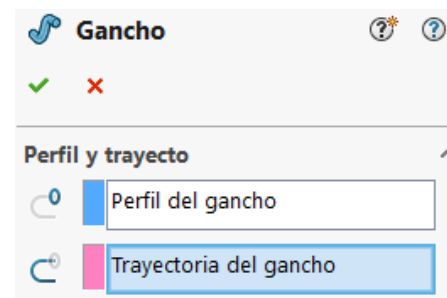 Gancho
Perfil y trayecto
Perfil del gancho
Trayectoria del gancho